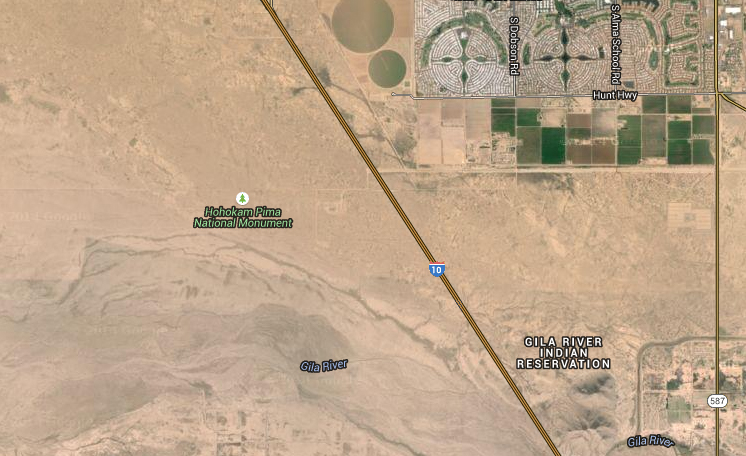 S Dobson Rd
S Alma School Rd
Hunt Hwy
Hohokam Pima
National Monument
10
GILA RIVER
INDIAN
RESERVATION
Gila River
587
Gila River